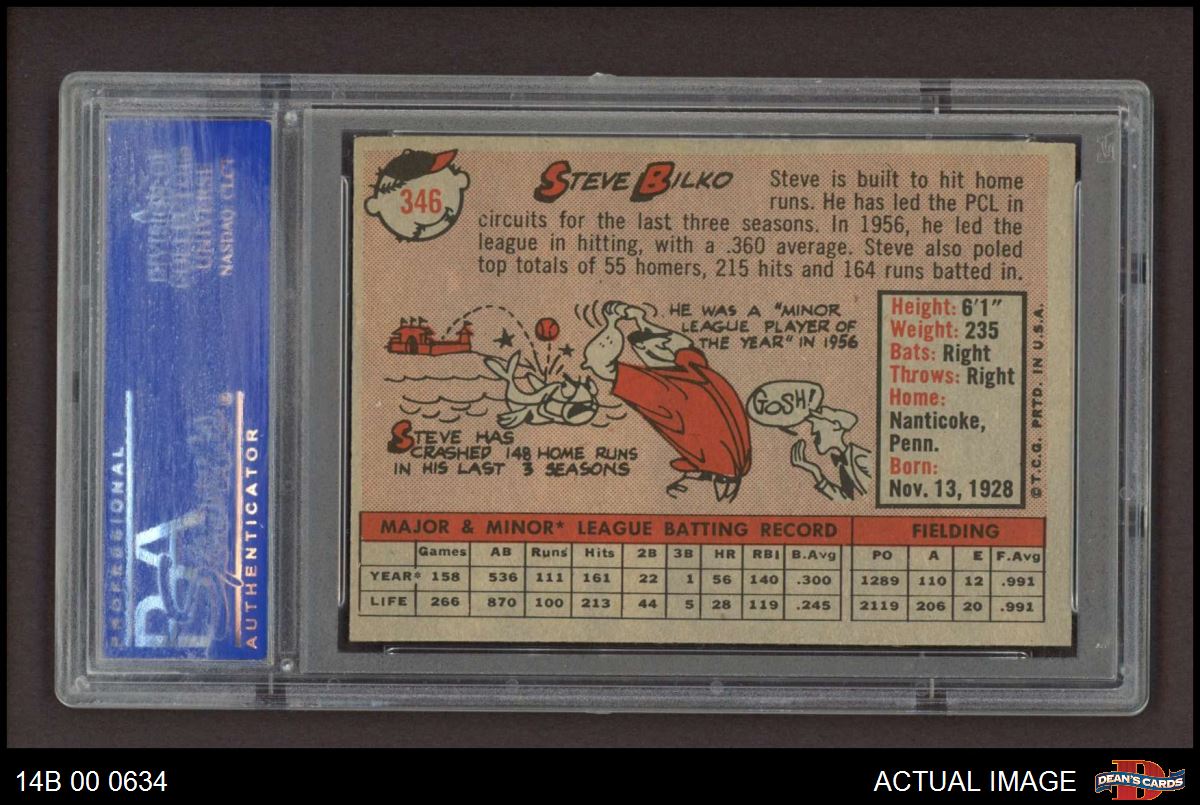 346
STEVE BILKO
Steve is built to hit home
runs. He has led the PCL in
circuits for the last three seasons. In 1956, he led the
league in hitting, with a .360 average. Steve also poled
top totals of 55 homers, 215 hits and 164 runs batted in.
HE WAS A "MINOR
LEAGUE PLAYER OF
THE YEAR" IN 1956
GOSH!
STEVE HAS
CRASHED 148 HOME RUNS
IN HIS LAST 3 SEASONS
Height: 6'1"
Weight: 235
Bats: Right
Throws: Right
Home:
Nanticoke,
Penn.
Born:
Nov. 13, 1928
©T.C.G. PRTD. IN U.S.A.
MAJOR & MINOR* LEAGUE BATTING RECORD FIELDING
Games AB Runs Hits 2B 3B HR RBI B.Avg PO A E F.Avg
YEAR* 158 536 111 161 22 1 56 140 .300 1289 110 12 .991
LIFE 266 870 100 213 44 5 28 119 .245 2119 206 20 .991
PROFESSIONAL
PSA
AUTHENTICATOR
UNIVERSE
NASDAQ: CLCT
14B 00 0634
ACTUAL IMAGE
DEAN'S CARDS